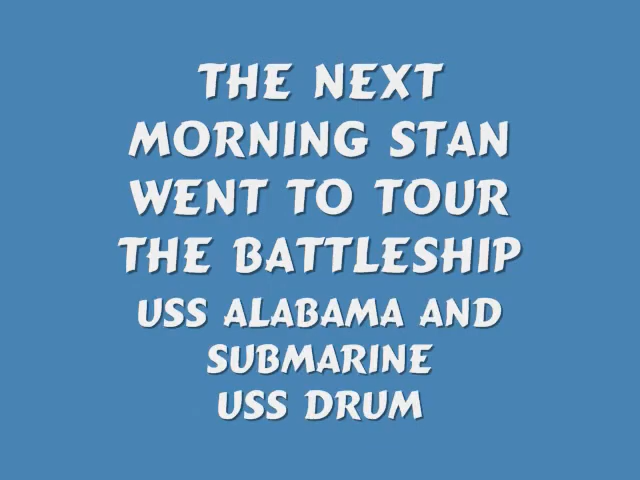 THE NEXT
MORNING STAN
WENT TO TOUR
THE BATTLESHIP
USS ALABAMA AND
SUBMARINE
USS DRUM